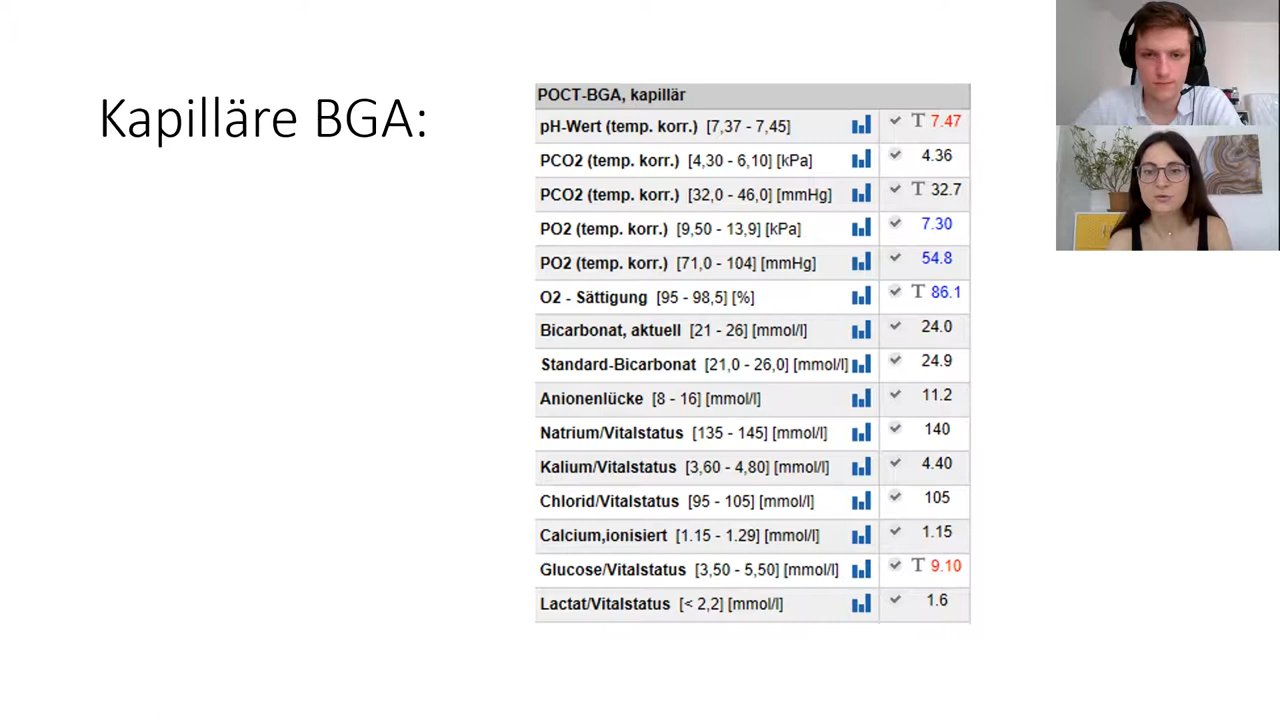 Kapilläre BGA:
POCT-BGA, kapillär
pH-Wert (temp. korr.) [7,37 - 7,45] T 7.47
PCO2 (temp. korr.) [4,30 - 6,10] [kPa] 4.36
PCO2 (temp. korr.) [32,0 - 46,0] [mmHg] T 32.7
PO2 (temp. korr.) [9,50 - 13,9] [kPa] 7.30
PO2 (temp. korr.) [71,0 - 104] [mmHg] 54.8
O2 - Sättigung [95 - 98,5] [%] T 86.1
Bicarbonat, aktuell [21 - 26] [mmol/l] 24.0
Standard-Bicarbonat [21,0 - 26,0] [mmol/l] 24.9
Anionenlücke [8 - 16] [mmol/l] 11.2
Natrium/Vitalstatus [135 - 145] [mmol/l] 140
Kalium/Vitalstatus [3,60 - 4,80] [mmol/l] 4.40
Chlorid/Vitalstatus [95 - 105] [mmol/l] 105
Calcium,ionisiert [1.15 - 1.29] [mmol/l] 1.15
Glucose/Vitalstatus [3,50 - 5,50] [mmol/l] T 9.10
Lactat/Vitalstatus [< 2,2] [mmol/l] 1.6